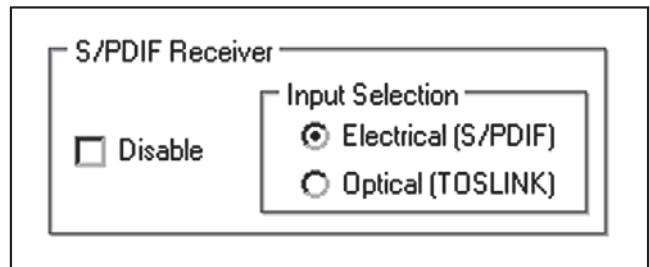 S/PDIF Receiver
Input Selection
Electrical (S/PDIF)
Disable
Optical (TOSLINK)